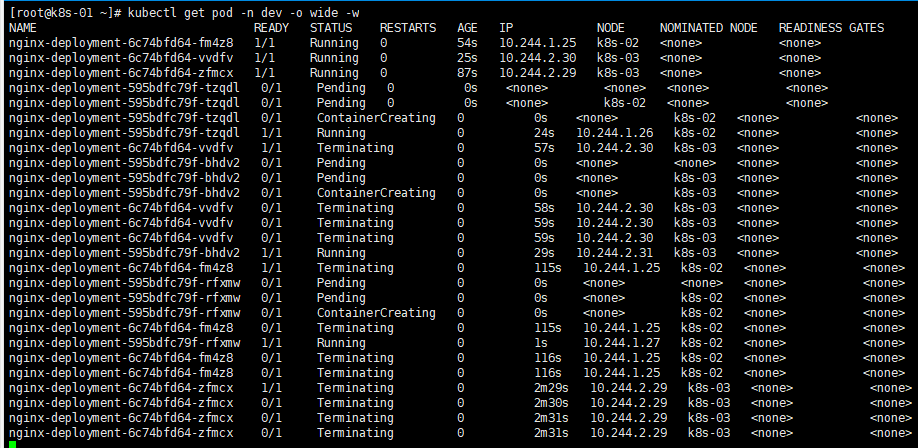 [root@k8s-01 ~]# kubectl get pod -n dev -o wide -w
NAME READY STATUS RESTARTS AGE IP NODE NOMINATED NODE READINESS GATES
nginx-deployment-6c74bfd64-fm4z8 1/1 Running 0 54s 10.244.1.25 k8s-02 <none> <none>
nginx-deployment-6c74bfd64-vvdfv 1/1 Running 0 25s 10.244.2.30 k8s-03 <none> <none>
nginx-deployment-6c74bfd64-zfmcx 1/1 Running 0 87s 10.244.2.29 k8s-03 <none> <none>
nginx-deployment-595bdfc79f-tzqdl 0/1 Pending 0 0s <none> <none> <none> <none>
nginx-deployment-595bdfc79f-tzqdl 0/1 Pending 0 0s <none> k8s-02 <none> <none>
nginx-deployment-595bdfc79f-tzqdl 0/1 ContainerCreating 0 0s <none> k8s-02 <none> <none>
nginx-deployment-595bdfc79f-tzqdl 1/1 Running 0 24s 10.244.1.26 k8s-02 <none> <none>
nginx-deployment-6c74bfd64-vvdfv 1/1 Terminating 0 57s 10.244.2.30 k8s-03 <none> <none>
nginx-deployment-595bdfc79f-bhdv2 0/1 Pending 0 0s <none> <none> <none> <none>
nginx-deployment-595bdfc79f-bhdv2 0/1 Pending 0 0s <none> k8s-03 <none> <none>
nginx-deployment-595bdfc79f-bhdv2 0/1 ContainerCreating 0 0s <none> k8s-03 <none> <none>
nginx-deployment-6c74bfd64-vvdfv 0/1 Terminating 0 58s 10.244.2.30 k8s-03 <none> <none>
nginx-deployment-6c74bfd64-vvdfv 0/1 Terminating 0 59s 10.244.2.30 k8s-03 <none> <none>
nginx-deployment-6c74bfd64-vvdfv 0/1 Terminating 0 59s 10.244.2.30 k8s-03 <none> <none>
nginx-deployment-595bdfc79f-bhdv2 1/1 Running 0 29s 10.244.2.31 k8s-03 <none> <none>
nginx-deployment-6c74bfd64-fm4z8 1/1 Terminating 0 115s 10.244.1.25 k8s-02 <none> <none>
nginx-deployment-595bdfc79f-rfxmw 0/1 Pending 0 0s <none> <none> <none> <none>
nginx-deployment-595bdfc79f-rfxmw 0/1 Pending 0 0s <none> k8s-02 <none> <none>
nginx-deployment-595bdfc79f-rfxmw 0/1 ContainerCreating 0 0s <none> k8s-02 <none> <none>
nginx-deployment-6c74bfd64-fm4z8 0/1 Terminating 0 115s 10.244.1.25 k8s-02 <none> <none>
nginx-deployment-595bdfc79f-rfxmw 1/1 Running 0 1s 10.244.1.27 k8s-02 <none> <none>
nginx-deployment-6c74bfd64-fm4z8 0/1 Terminating 0 116s 10.244.1.25 k8s-02 <none> <none>
nginx-deployment-6c74bfd64-fm4z8 0/1 Terminating 0 116s 10.244.1.25 k8s-02 <none> <none>
nginx-deployment-6c74bfd64-zfmcx 1/1 Terminating 0 2m29s 10.244.2.29 k8s-03 <none> <none>
nginx-deployment-6c74bfd64-zfmcx 0/1 Terminating 0 2m30s 10.244.2.29 k8s-03 <none> <none>
nginx-deployment-6c74bfd64-zfmcx 0/1 Terminating 0 2m31s 10.244.2.29 k8s-03 <none> <none>
nginx-deployment-6c74bfd64-zfmcx 0/1 Terminating 0 2m31s 10.244.2.29 k8s-03 <none> <none>